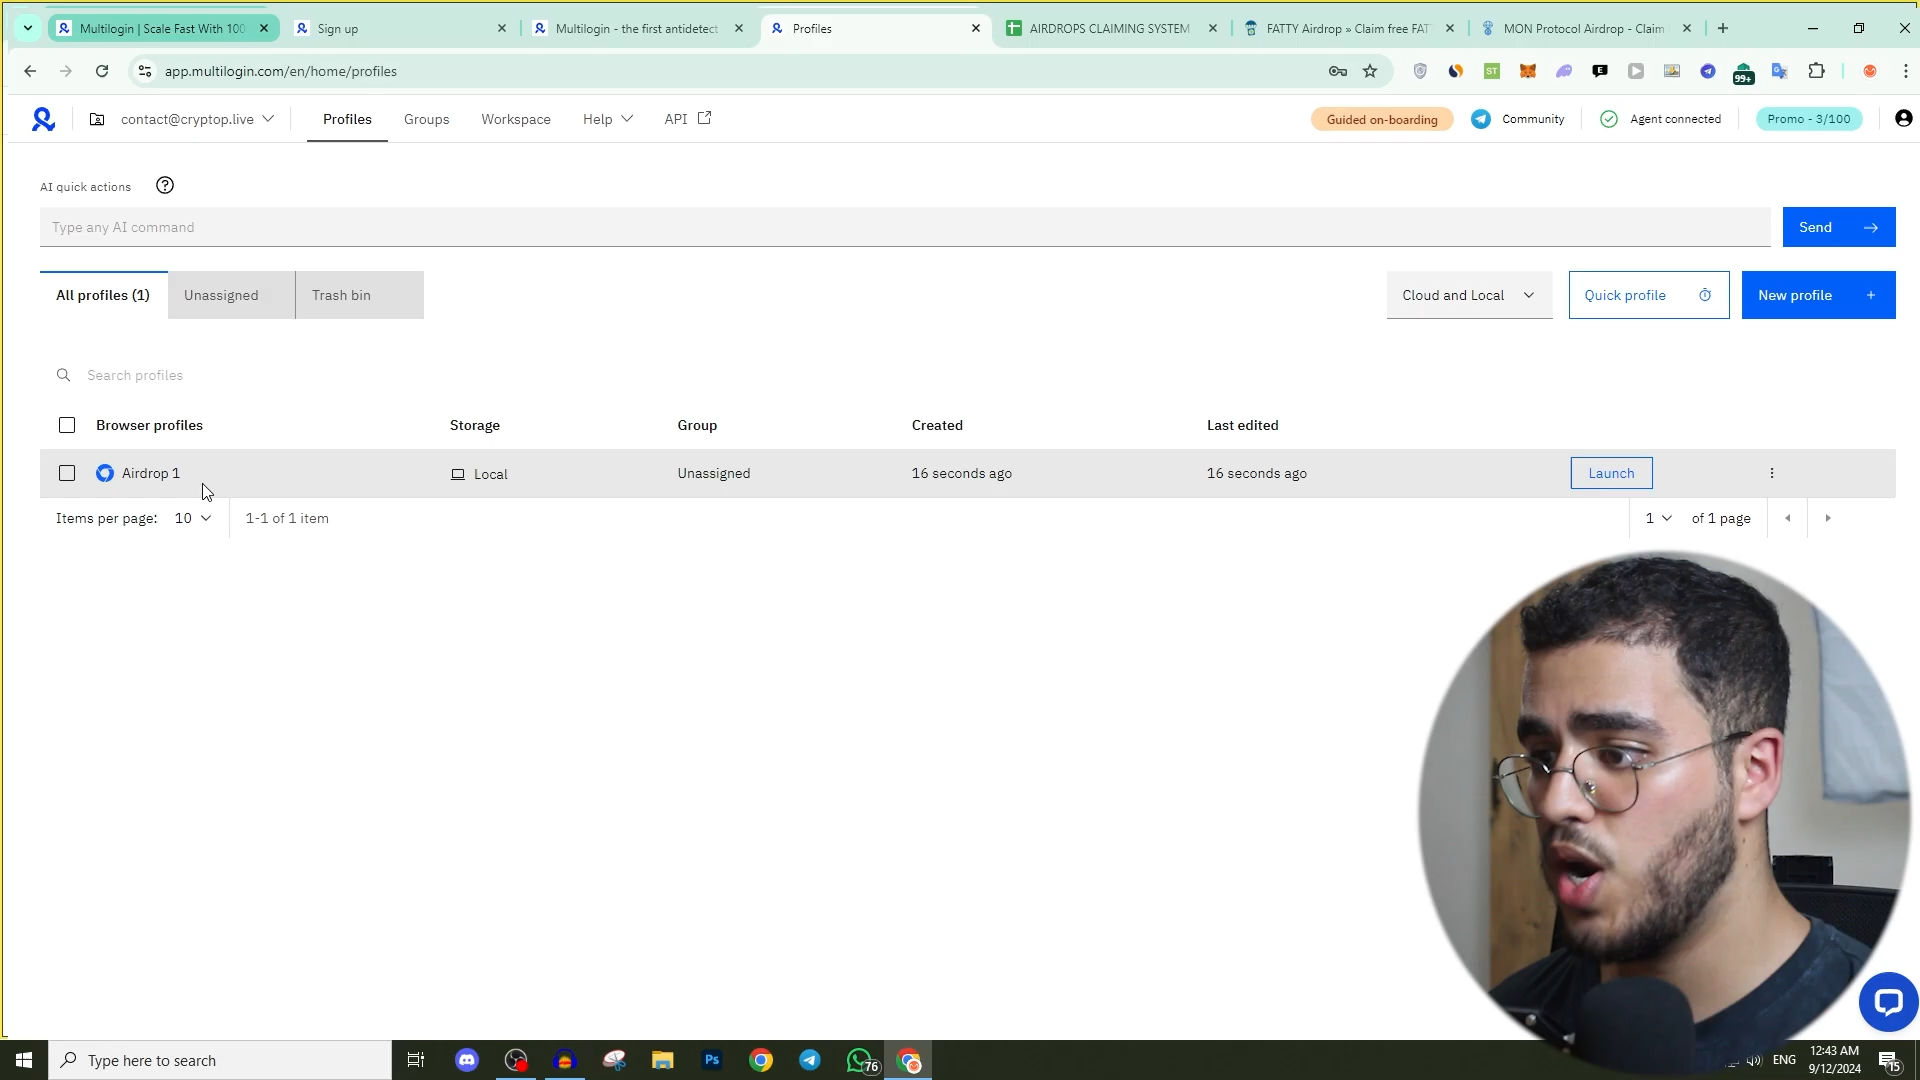 Multilogin | Scale Fast With 100
Sign up
Multilogin - the first antidetect
Profiles
AIRDROPS CLAIMING SYSTEM
FATTY Airdrop » Claim free FAT
MON Protocol Airdrop - Claim
app.multilogin.com/en/home/profiles
ST
E
99+
contact@cryptop.live
Profiles
Groups
Workspace
Help
API
Guided on-boarding
Community
Agent connected
Promo - 3/100
AI quick actions
Type any AI command
Send
All profiles (1)
Unassigned
Trash bin
Cloud and Local
Quick profile
New profile +
Search profiles
Browser profiles
Storage
Group
Created
Last edited
Airdrop 1
Local
Unassigned
16 seconds ago
16 seconds ago
Launch
Items per page: 10
1-1 of 1 item
1
of 1 page
Type here to search
Ps
76
ENG
12:43 AM
9/12/2024
15